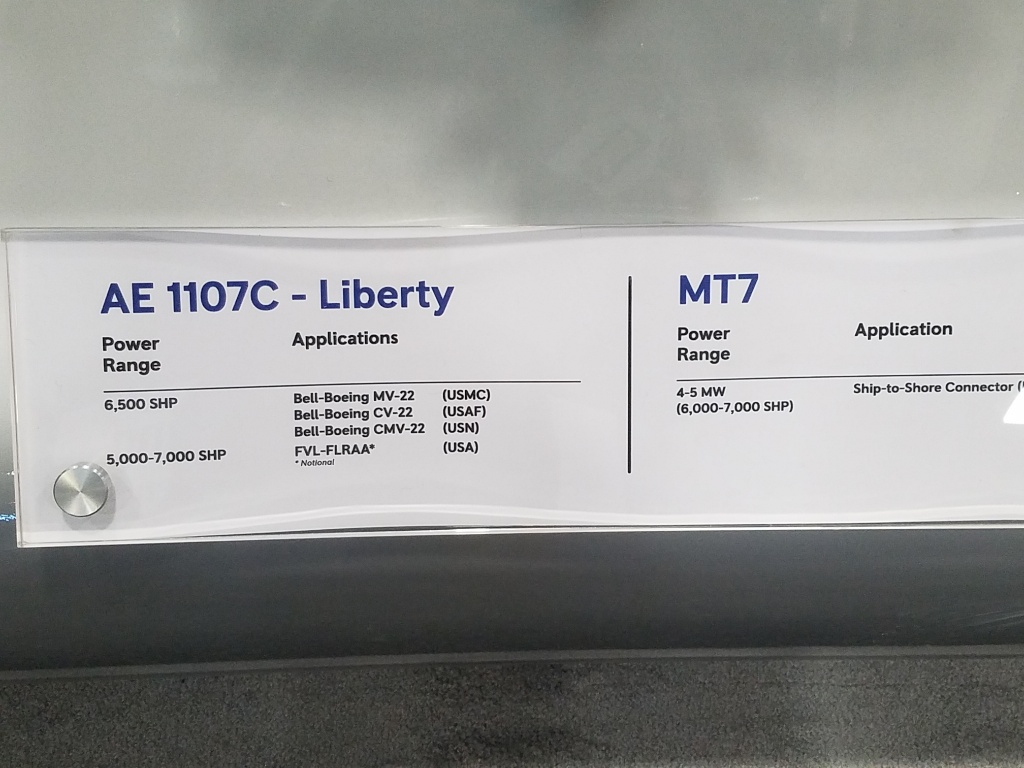 AE 1107C - Liberty
Power
Range
Applications
6,500 SHP
Bell-Boeing MV-22 (USMC)
Bell-Boeing CV-22 (USAF)
Bell-Boeing CMV-22 (USN)
5,000-7,000 SHP
FVL-FLRAA* (USA)
* Notional
MT7
Power
Range
Application
4-5 MW
(6,000-7,000 SHP)
Ship-to-Shore Connector